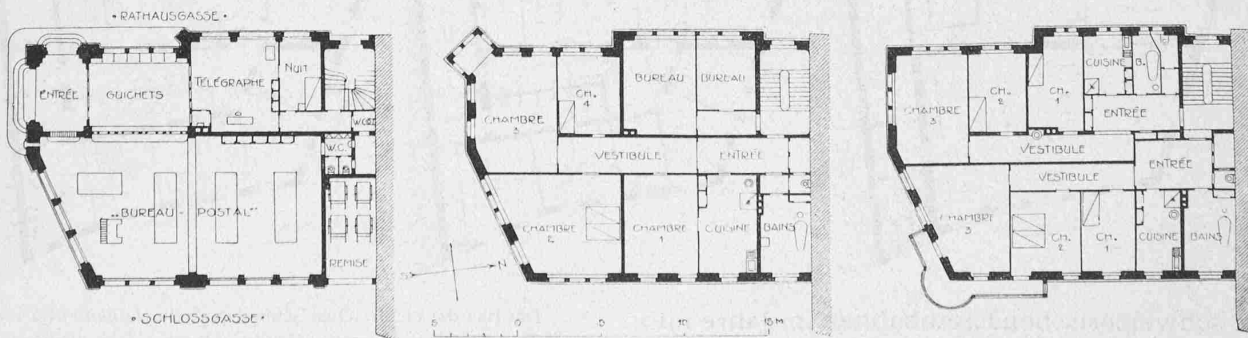 • RATHAUSGASSE •
ENTRÉE
GUICHETS
TÉLÉGRAPHE
NUIT
W.C.
W.C.
„BUREAU - POSTAL“
REMISE
• SCHLOSSGASSE •
CH. 4
BUREAU
BUREAU
CHAMBRE 3
VESTIBULE
ENTRÉE
CHAMBRE 2
CHAMBRE 1
CUISINE
BAINS
S
N
5 10 15 M.
CHAMBRE 3
CH. 2
CH. 1
CUISINE
B.
ENTRÉE
VESTIBULE
VESTIBULE
ENTRÉE
CHAMBRE 3
CH. 2
CH. 1
CUISINE
BAINS